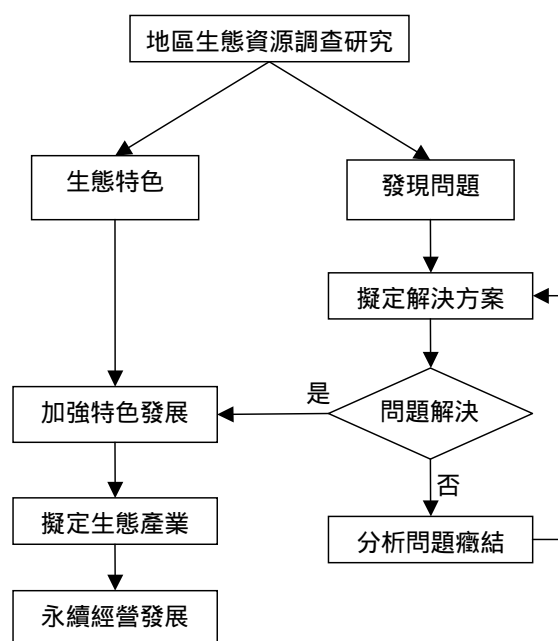 地區生態資源調查研究
生態特色
發現問題
擬定解決方案
加強特色發展
是
問題解決
否
擬定生態產業
分析問題癥結
永續經營發展